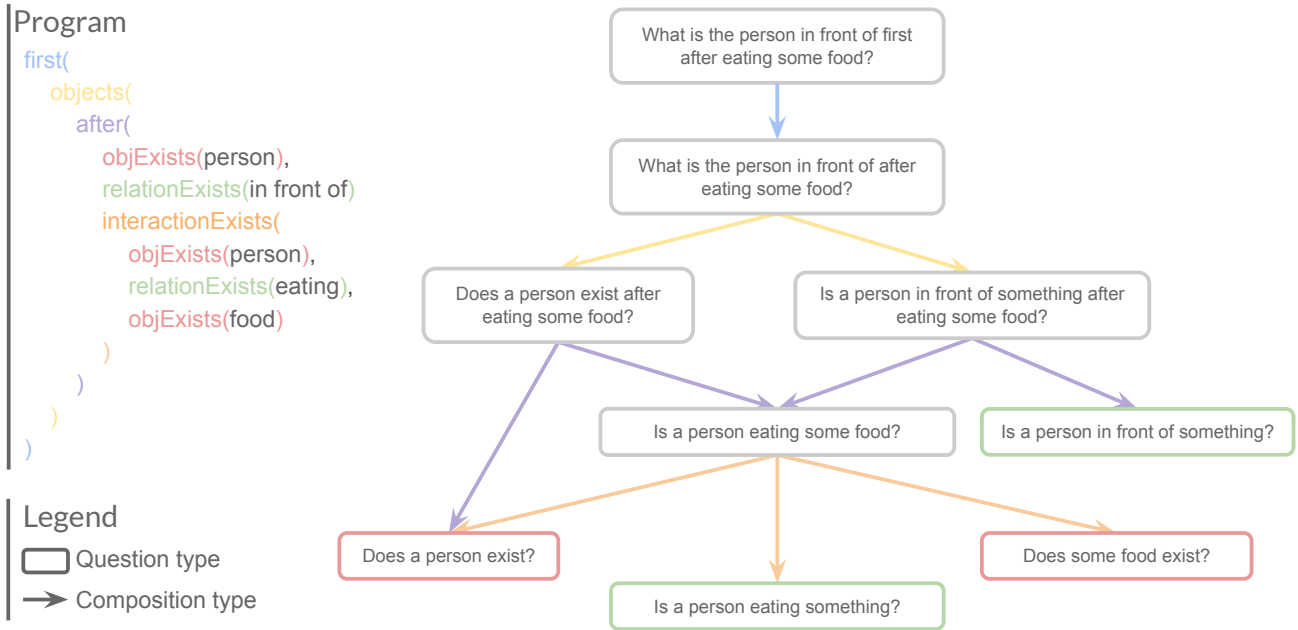 Program
first(
objects(
after(
objExists(person),
relationExists(in front of)
interactionExists(
objExists(person),
relationExists(eating),
objExists(food)
)
)
)
)
Legend
Question type
Composition type
What is the person in front of first
after eating some food?
What is the person in front of after
eating some food?
Does a person exist after
eating some food?
Is a person in front of something after
eating some food?
Is a person eating some food?
Is a person in front of something?
Does a person exist?
Does some food exist?
Is a person eating something?